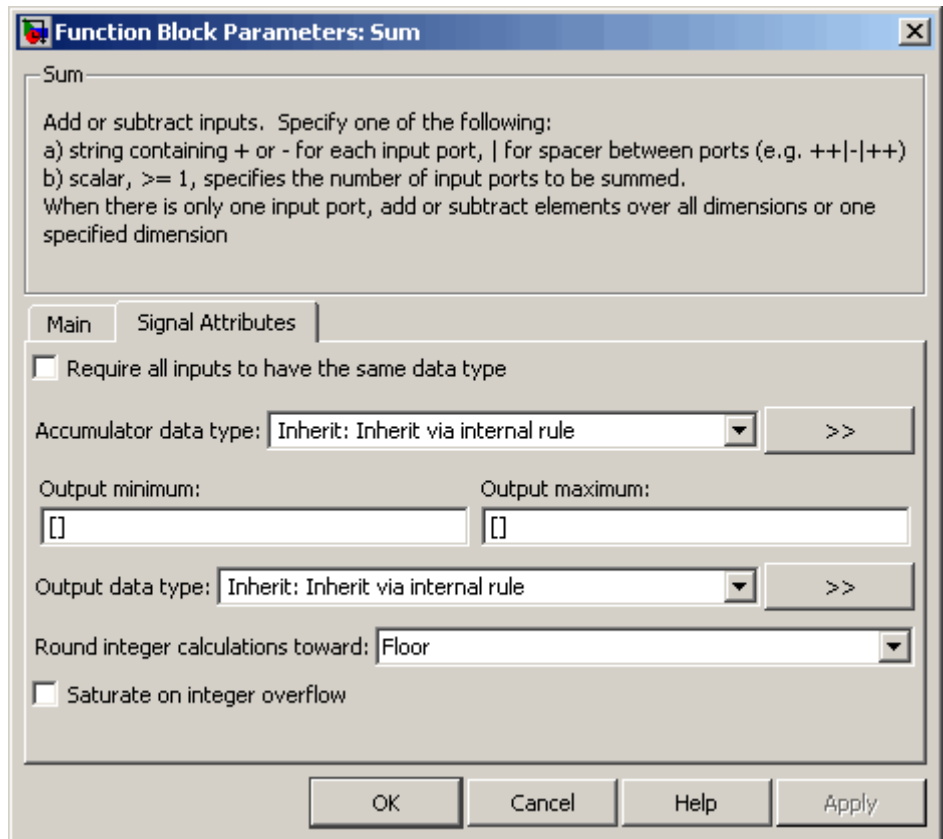 Function Block Parameters: Sum
Sum
Add or subtract inputs.  Specify one of the following:
a) string containing + or - for each input port, | for spacer between ports (e.g. ++|-|++)
b) scalar, >= 1, specifies the number of input ports to be summed.
When there is only one input port, add or subtract elements over all dimensions or one
specified dimension
Main Signal Attributes
Require all inputs to have the same data type
Accumulator data type: Inherit: Inherit via internal rule >>
Output minimum: Output maximum:
[] []
Output data type: Inherit: Inherit via internal rule >>
Round integer calculations toward: Floor
Saturate on integer overflow
OK Cancel Help Apply